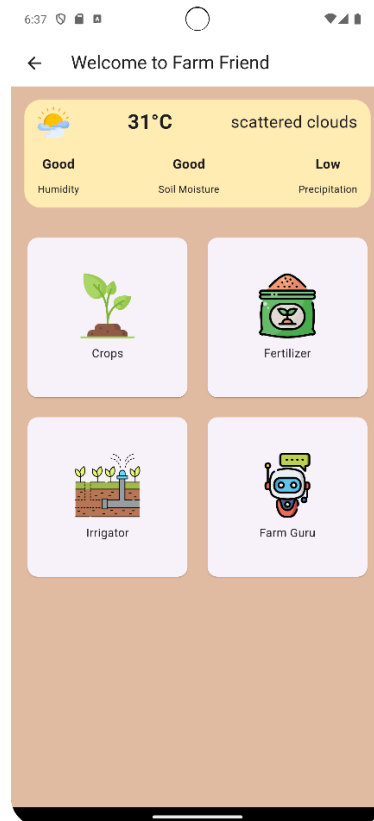 6:37
Welcome to Farm Friend
31°C scattered clouds
Good Good Low
Humidity Soil Moisture Precipitation
Crops Fertilizer
Irrigator Farm Guru